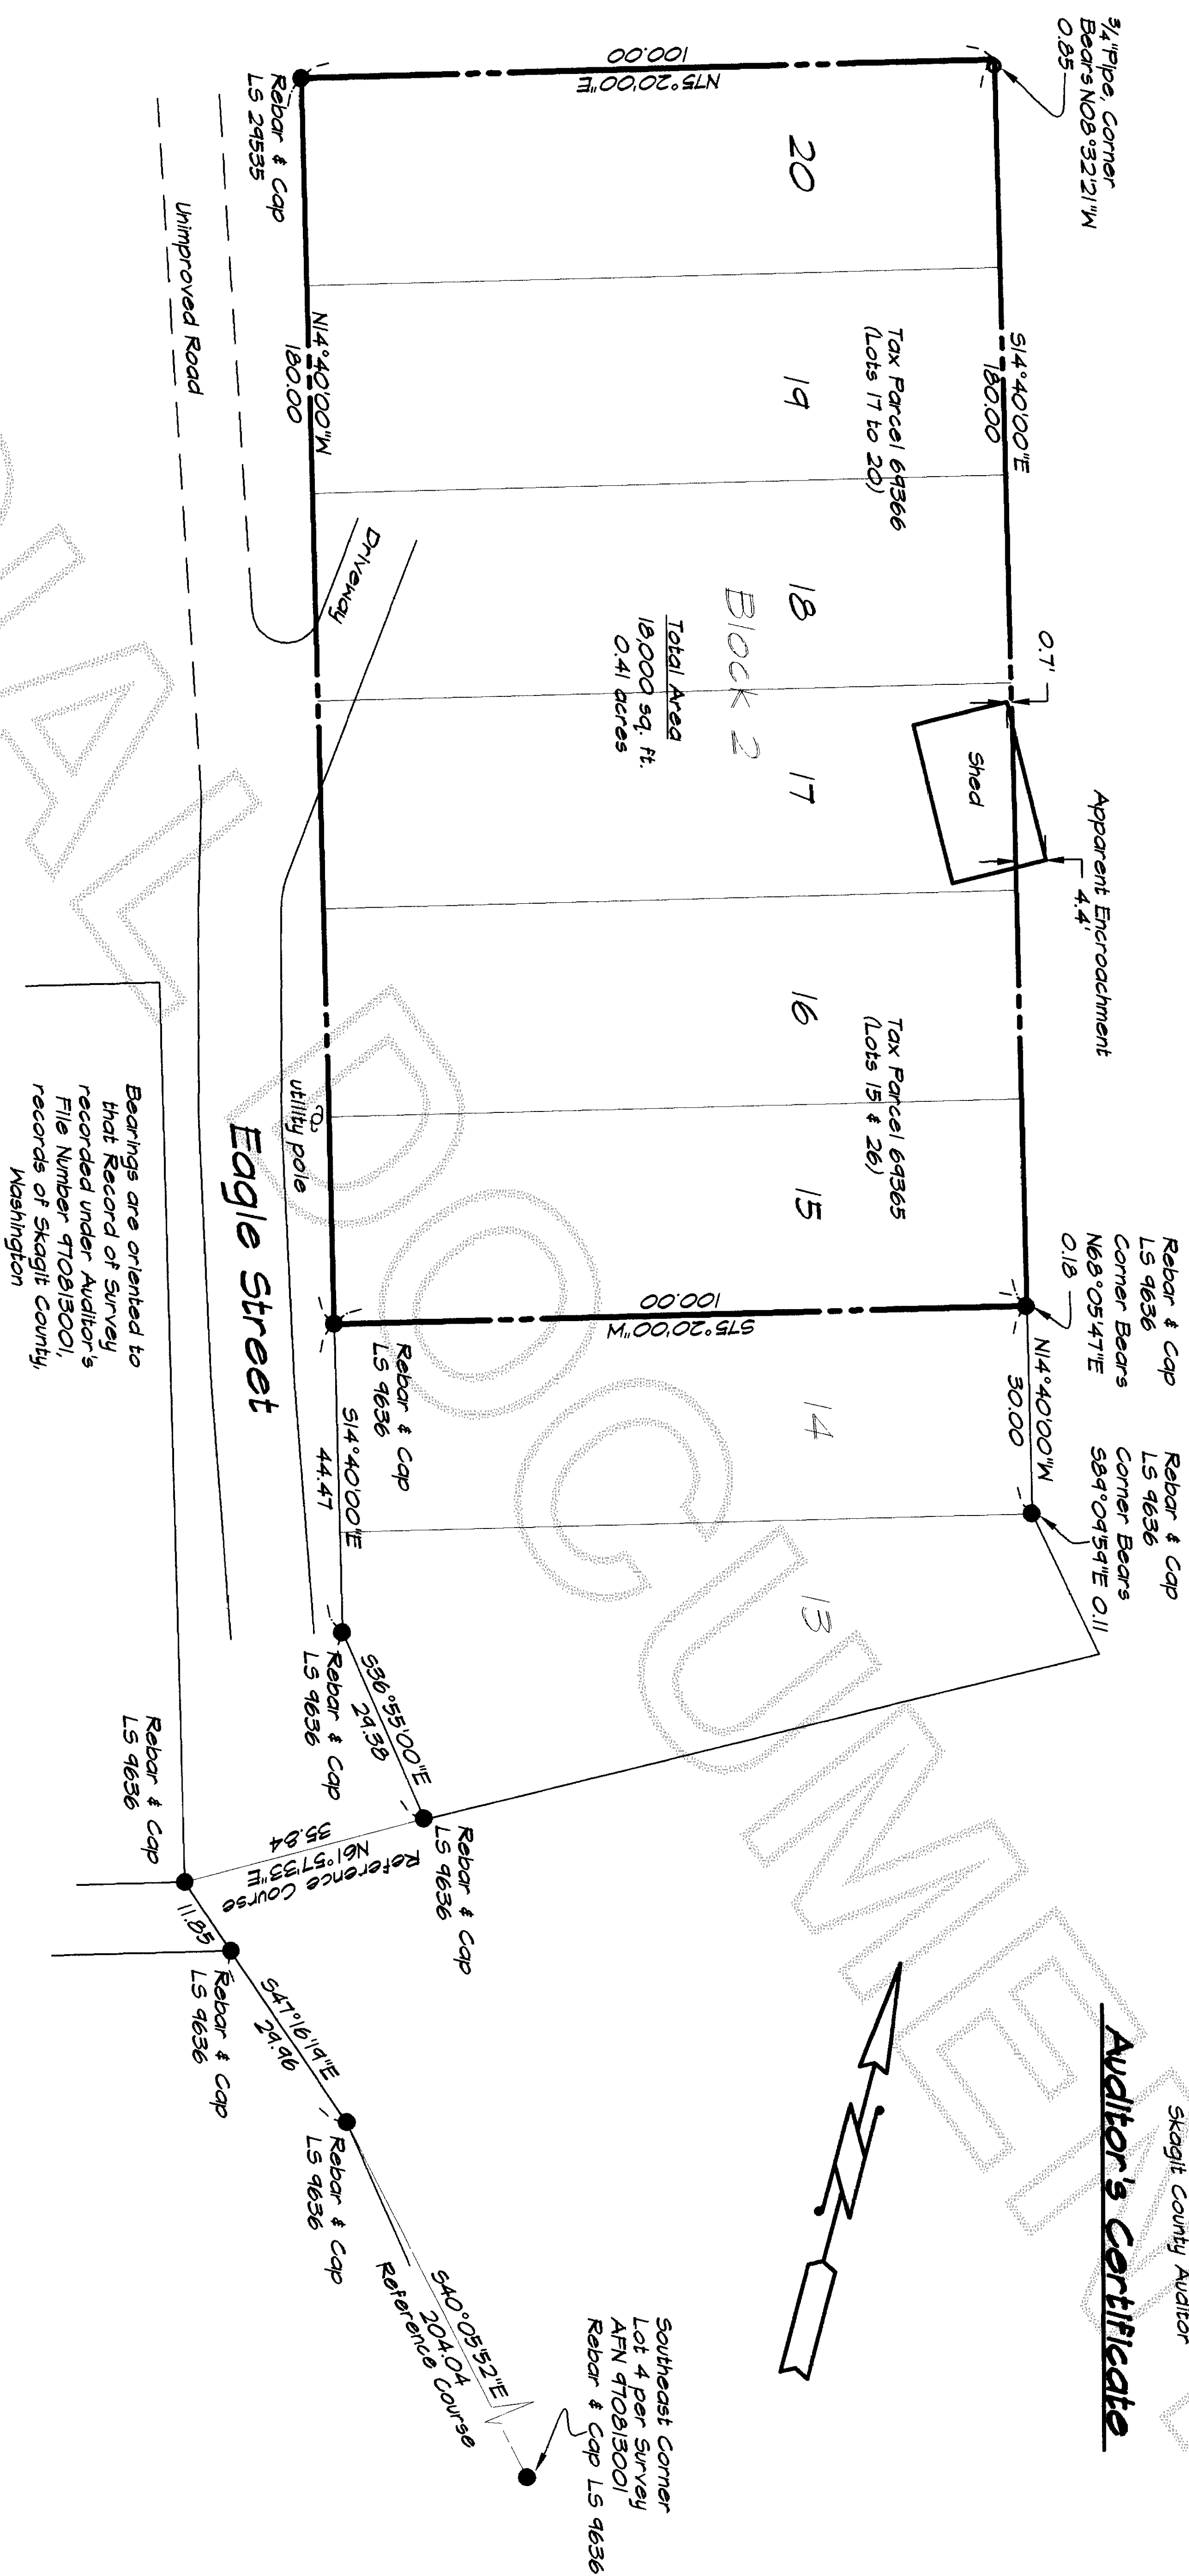 Skagit County Auditor
Auditor's Certificate
3/4" Pipe, Corner
Bears N08°32'21"W
0.85
S14°40'00"E
180.00
0.7'
Apparent Encroachment
4.4'
Shed
Rebar & Cap
LS 9636
Corner Bears
N68°05'47"E
0.18
N14°40'00"W
30.00
Rebar & Cap
LS 9636
Corner Bears
S89°09'59"E 0.11
N75°20'00"E
100.00
20
19
18
17
16
15
14
13
Tax Parcel 69366
(Lots 17 to 20)
Tax Parcel 69365
(Lots 15 & 26)
Block 2
Total Area
18,000 sq. ft.
0.41 acres
S75°20'00"W
100.00
Rebar & Cap
LS 29535
N14°40'00"W
180.00
Driveway
Unimproved Road
utility pole
Eagle Street
Rebar & Cap
LS 9636
S14°40'00"E
44.47
Rebar & Cap
LS 9636
S36°55'00"E
29.38
Rebar & Cap
LS 9636
Reference Course
N61°57'33"E
35.84
Rebar & Cap
LS 9636
11.85
Rebar & Cap
LS 9636
S47°16'19"E
29.96
Rebar & Cap
LS 9636
S40°05'52"E
204.04
Reference Course
Southeast Corner
Lot 4 per Survey
AFN 970813001
Rebar & Cap LS 9636
Bearings are oriented to
that Record of Survey
recorded under Auditor's
File Number 970813001,
records of Skagit County,
Washington
IAL DOCUMEN